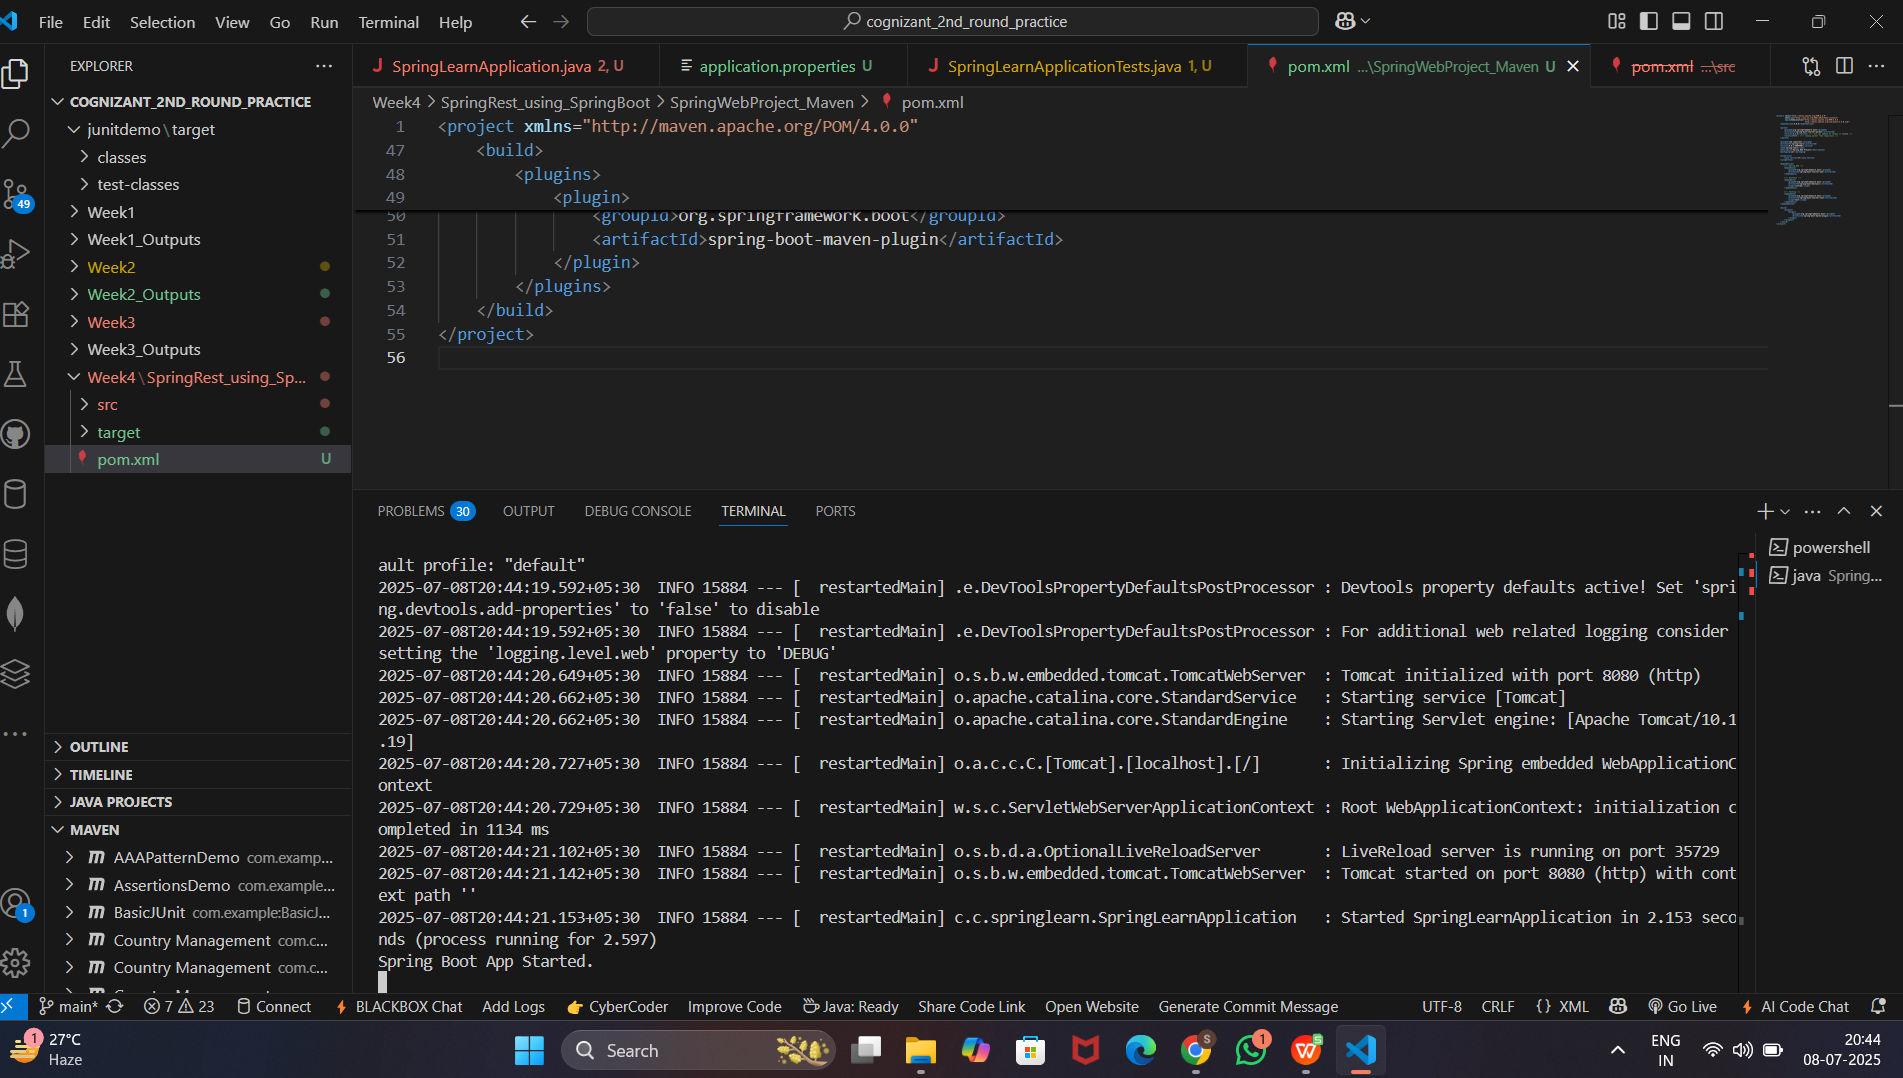 File Edit Selection View Go Run Terminal Help
cognizant_2nd_round_practice
EXPLORER
COGNIZANT_2ND_ROUND_PRACTICE
junitdemo\target
classes
test-classes
Week1
Week1_Outputs
Week2
Week2_Outputs
Week3
Week3_Outputs
Week4\SpringRest_using_Sp...
src
target
pom.xml U
OUTLINE
TIMELINE
JAVA PROJECTS
MAVEN
AAAPatternDemo com.examp...
AssertionsDemo com.example...
BasicJUnit com.example:BasicJ...
Country Management com.c...
Country Management com.c...
49
1
SpringLearnApplication.java 2, U
application.properties U
SpringLearnApplicationTests.java 1, U
pom.xml ...\SpringWebProject_Maven U
pom.xml ...\src
Week4 > SpringRest_using_SpringBoot > SpringWebProject_Maven > pom.xml
1 <project xmlns="http://maven.apache.org/POM/4.0.0"
47 <build>
48 <plugins>
49 <plugin>
50 <groupId>org.springframework.boot</groupId>
51 <artifactId>spring-boot-maven-plugin</artifactId>
52 </plugin>
53 </plugins>
54 </build>
55 </project>
56
PROBLEMS 30 OUTPUT DEBUG CONSOLE TERMINAL PORTS
powershell
java Spring...
ault profile: "default"
2025-07-08T20:44:19.592+05:30  INFO 15884 --- [  restartedMain] .e.DevToolsPropertyDefaultsPostProcessor : Devtools property defaults active! Set 'spri
ng.devtools.add-properties' to 'false' to disable
2025-07-08T20:44:19.592+05:30  INFO 15884 --- [  restartedMain] .e.DevToolsPropertyDefaultsPostProcessor : For additional web related logging consider
setting the 'logging.level.web' property to 'DEBUG'
2025-07-08T20:44:20.649+05:30  INFO 15884 --- [  restartedMain] o.s.b.w.embedded.tomcat.TomcatWebServer  : Tomcat initialized with port 8080 (http)
2025-07-08T20:44:20.662+05:30  INFO 15884 --- [  restartedMain] o.apache.catalina.core.StandardService   : Starting service [Tomcat]
2025-07-08T20:44:20.662+05:30  INFO 15884 --- [  restartedMain] o.apache.catalina.core.StandardEngine    : Starting Servlet engine: [Apache Tomcat/10.1
.19]
2025-07-08T20:44:20.727+05:30  INFO 15884 --- [  restartedMain] o.a.c.c.C.[Tomcat].[localhost].[/]       : Initializing Spring embedded WebApplicationC
ontext
2025-07-08T20:44:20.729+05:30  INFO 15884 --- [  restartedMain] w.s.c.ServletWebServerApplicationContext : Root WebApplicationContext: initialization c
ompleted in 1134 ms
2025-07-08T20:44:21.102+05:30  INFO 15884 --- [  restartedMain] o.s.b.d.a.OptionalLiveReloadServer       : LiveReload server is running on port 35729
2025-07-08T20:44:21.142+05:30  INFO 15884 --- [  restartedMain] o.s.b.w.embedded.tomcat.TomcatWebServer  : Tomcat started on port 8080 (http) with cont
ext path ''
2025-07-08T20:44:21.153+05:30  INFO 15884 --- [  restartedMain] c.c.springlearn.SpringLearnApplication   : Started SpringLearnApplication in 2.153 seco
nds (process running for 2.597)
Spring Boot App Started.
main* 7 23 Connect BLACKBOX Chat Add Logs CyberCoder Improve Code Java: Ready Share Code Link Open Website Generate Commit Message UTF-8 CRLF {} XML Go Live AI Code Chat
1 27°C
Haze
Search
S
1
ENG
IN
20:44
08-07-2025